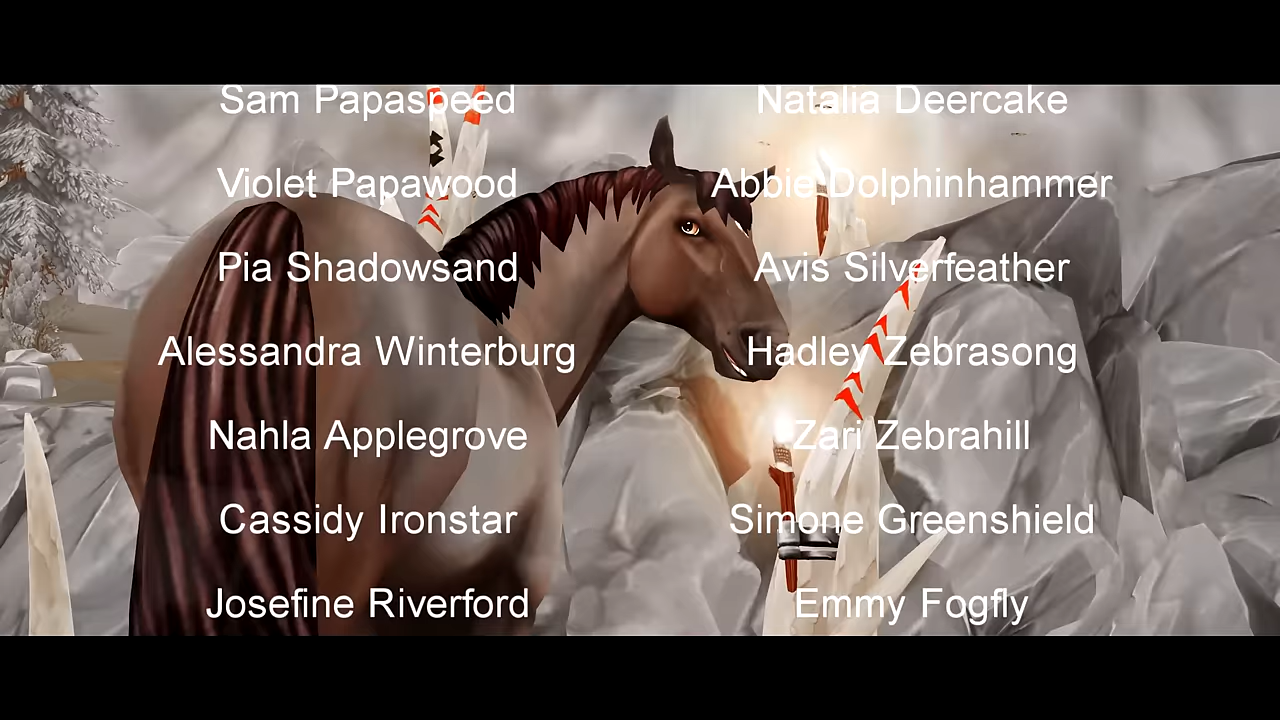 Sam Papaspeed Natalia Deercake
Violet Papawood Abbie Dolphinhammer
Pia Shadowsand Avis Silverfeather
Alessandra Winterburg Hadley Zebrasong
Nahla Applegrove Zari Zebrahill
Cassidy Ironstar Simone Greenshield
Josefine Riverford Emmy Fogfly